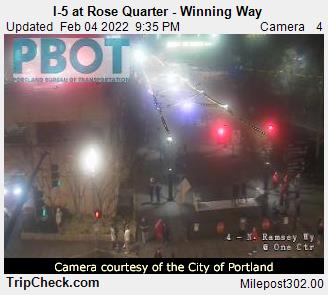 I-5 at Rose Quarter - Winning Way
Updated Feb 04 2022 9:35 PM Camera 4
PBOT
PORTLAND BUREAU OF TRANSPORTATION
4 - N. Ramsey Wy
@ One Ctr
Camera courtesy of the City of Portland
TripCheck.com Milepost302.00